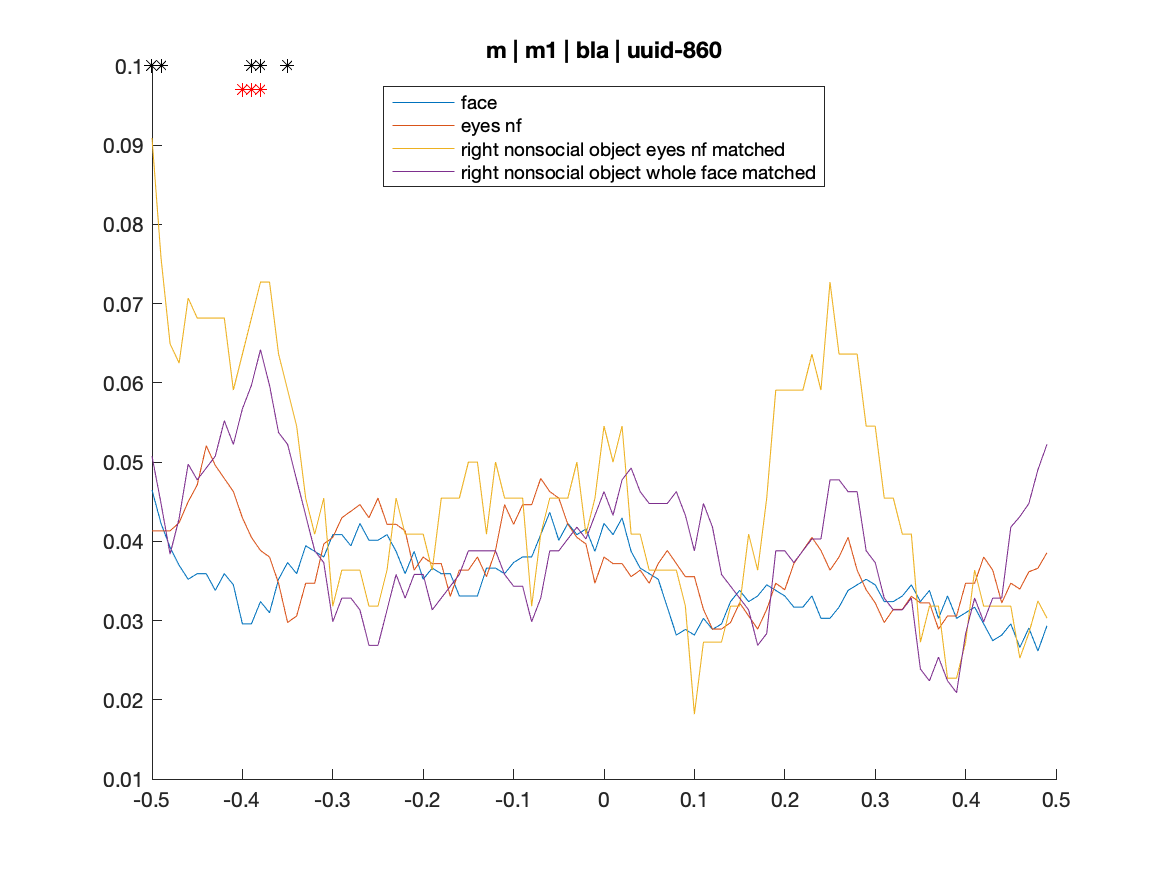 m | m1 | bla | uuid-860
face
eyes nf
right nonsocial object eyes nf matched
right nonsocial object whole face matched
0.1
0.09
0.08
0.07
0.06
0.05
0.04
0.03
0.02
0.01
-0.5 -0.4 -0.3 -0.2 -0.1 0 0.1 0.2 0.3 0.4 0.5